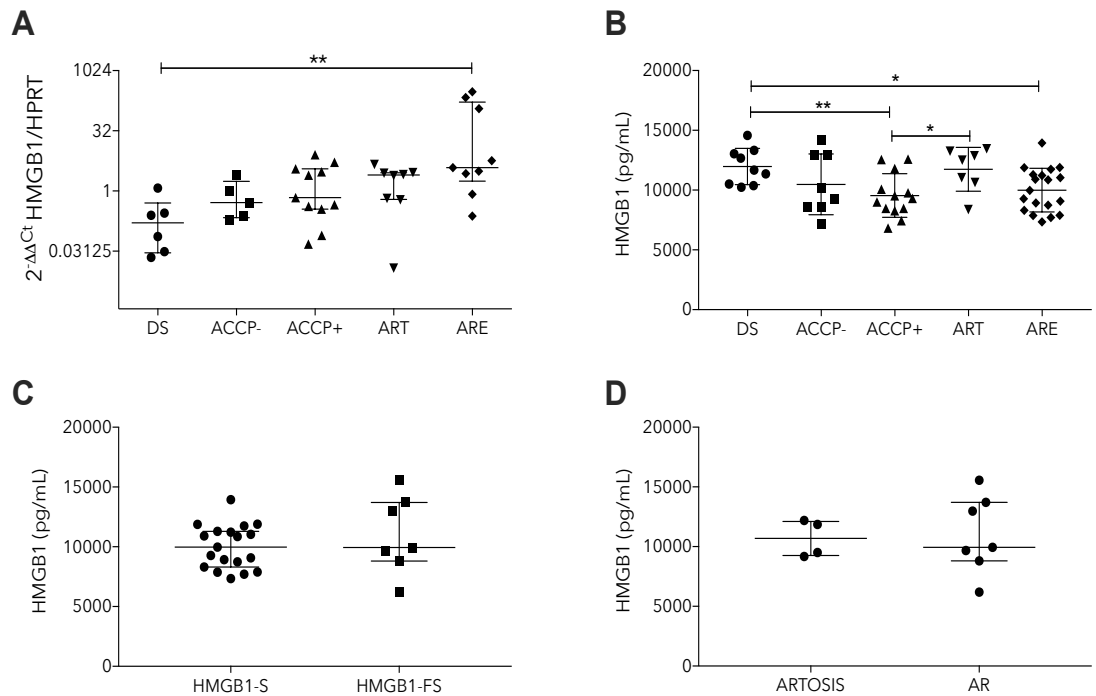 A
2-ΔΔCt HMGB1/HPRT
1024
32
1
0.03125
**
DS ACCP- ACCP+ ART ARE
B
HMGB1 (pg/mL)
20000
15000
10000
5000
0
*
**
*
DS ACCP- ACCP+ ART ARE
C
HMGB1 (pg/mL)
20000
15000
10000
5000
0
HMGB1-S HMGB1-FS
D
HMGB1 (pg/mL)
20000
15000
10000
5000
0
ARTOSIS AR